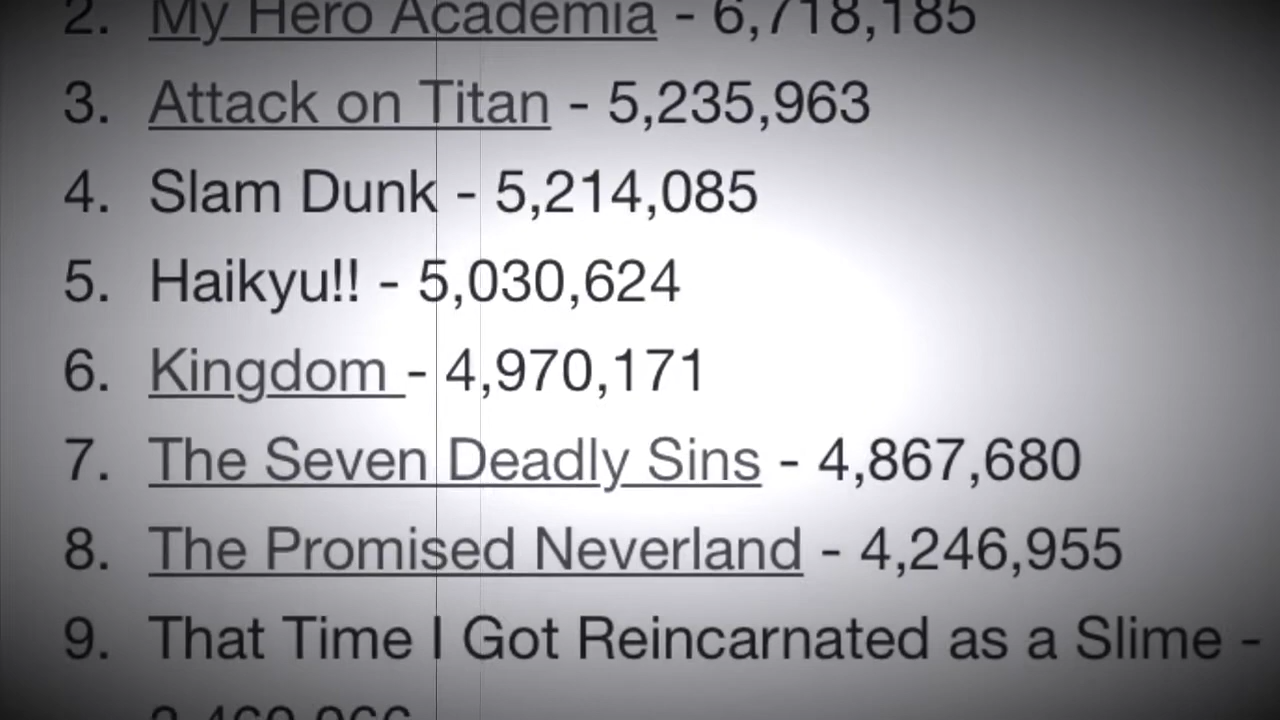 2. My Hero Academia - 6,718,185
3. Attack on Titan - 5,235,963
4. Slam Dunk - 5,214,085
5. Haikyu!! - 5,030,624
6. Kingdom - 4,970,171
7. The Seven Deadly Sins - 4,867,680
8. The Promised Neverland - 4,246,955
9. That Time I Got Reincarnated as a Slime -